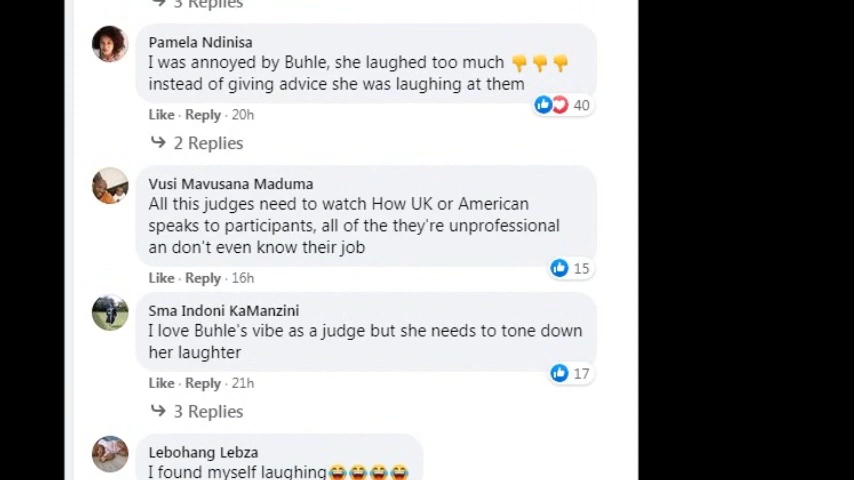 3 Replies
Pamela Ndinisa
I was annoyed by Buhle, she laughed too much 👎👎👎
instead of giving advice she was laughing at them
40
Like · Reply · 20h
2 Replies
Vusi Mavusana Maduma
All this judges need to watch How UK or American
speaks to participants, all of the they're unprofessional
an don't even know their job
15
Like · Reply · 16h
Sma Indoni KaManzini
I love Buhle's vibe as a judge but she needs to tone down
her laughter
17
Like · Reply · 21h
3 Replies
Lebohang Lebza
I found myself laughing😂😂😂😂